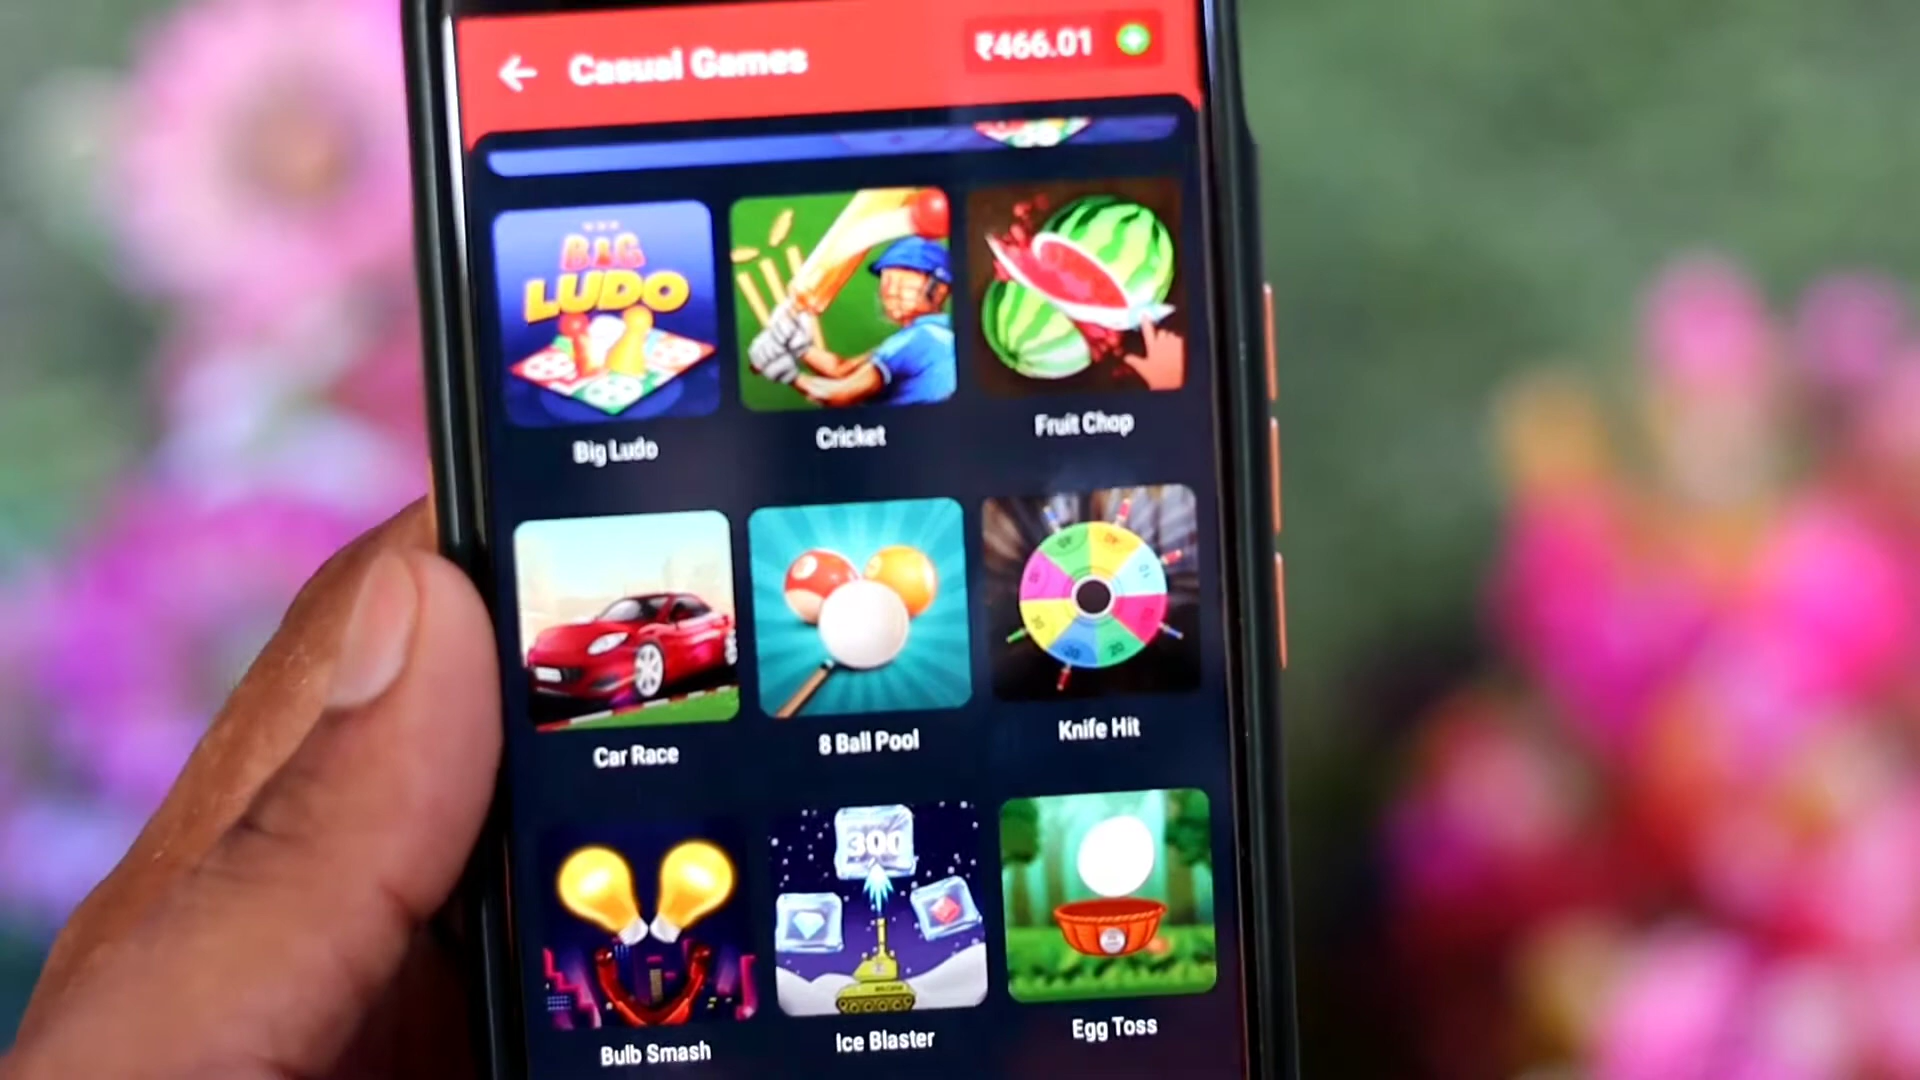 Casual Games
₹466.01
BIG
LUDO
Big Ludo
Cricket
Fruit Chop
Car Race
8 Ball Pool
Knife Hit
20
300
Bulb Smash
Ice Blaster
Egg Toss